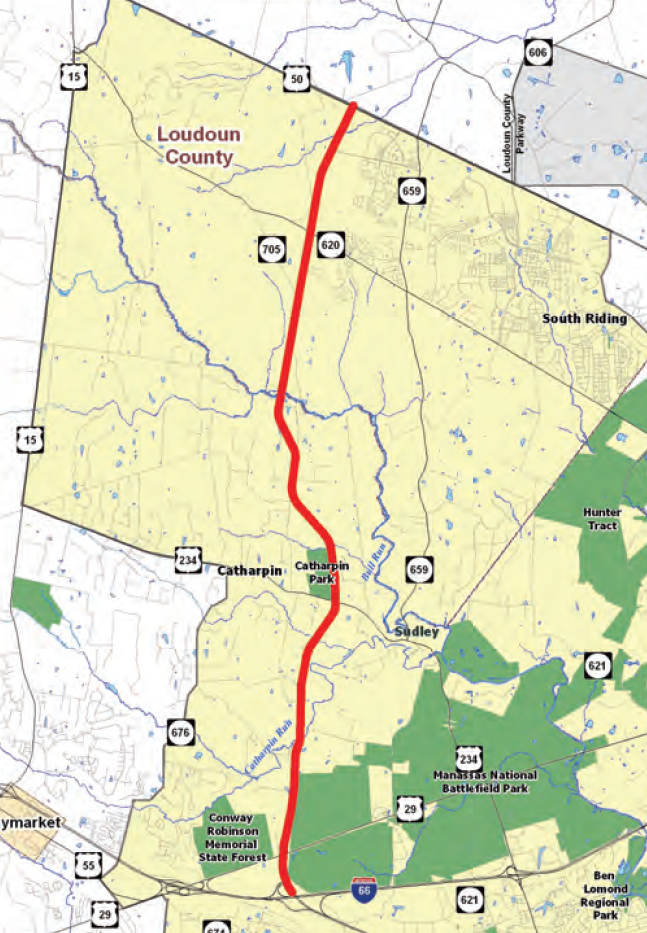 606
15
50
Loudoun County
Parkway
Loudoun
County
659
705
620
South Riding
15
Hunter
Tract
234
Catharpin
Catharpin
Park
Bull Run
659
Sudley
621
676
Catharpin Run
234
Manassas National
Battlefield Park
29
ymarket
Conway
Robinson
Memorial
State Forest
55
66
621
Ben
Lomond
Regional
Park
29
674